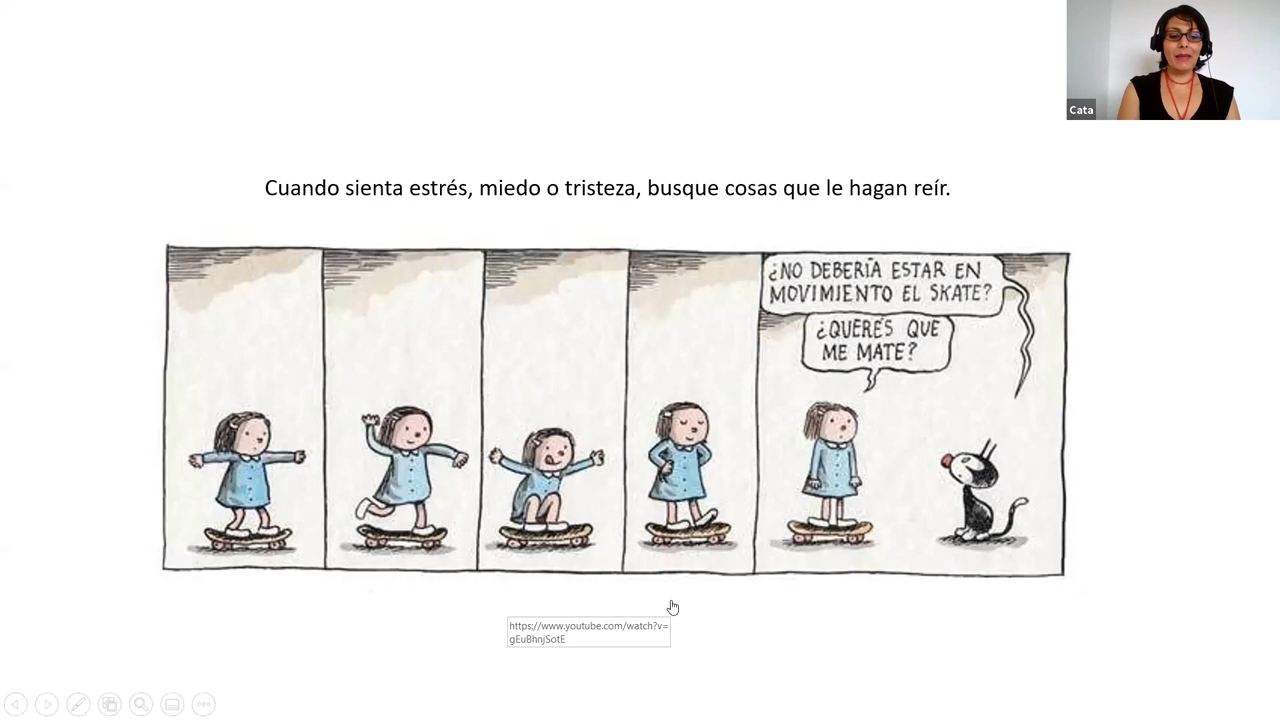 Cata
Cuando sienta estrés, miedo o tristeza, busque cosas que le hagan reír.
¿NO DEBERÍA ESTAR EN
MOVIMIENTO EL SKATE?
¿QUERÉS QUE
ME MATE?
https://www.youtube.com/watch?v=
gEuBhnjSotE